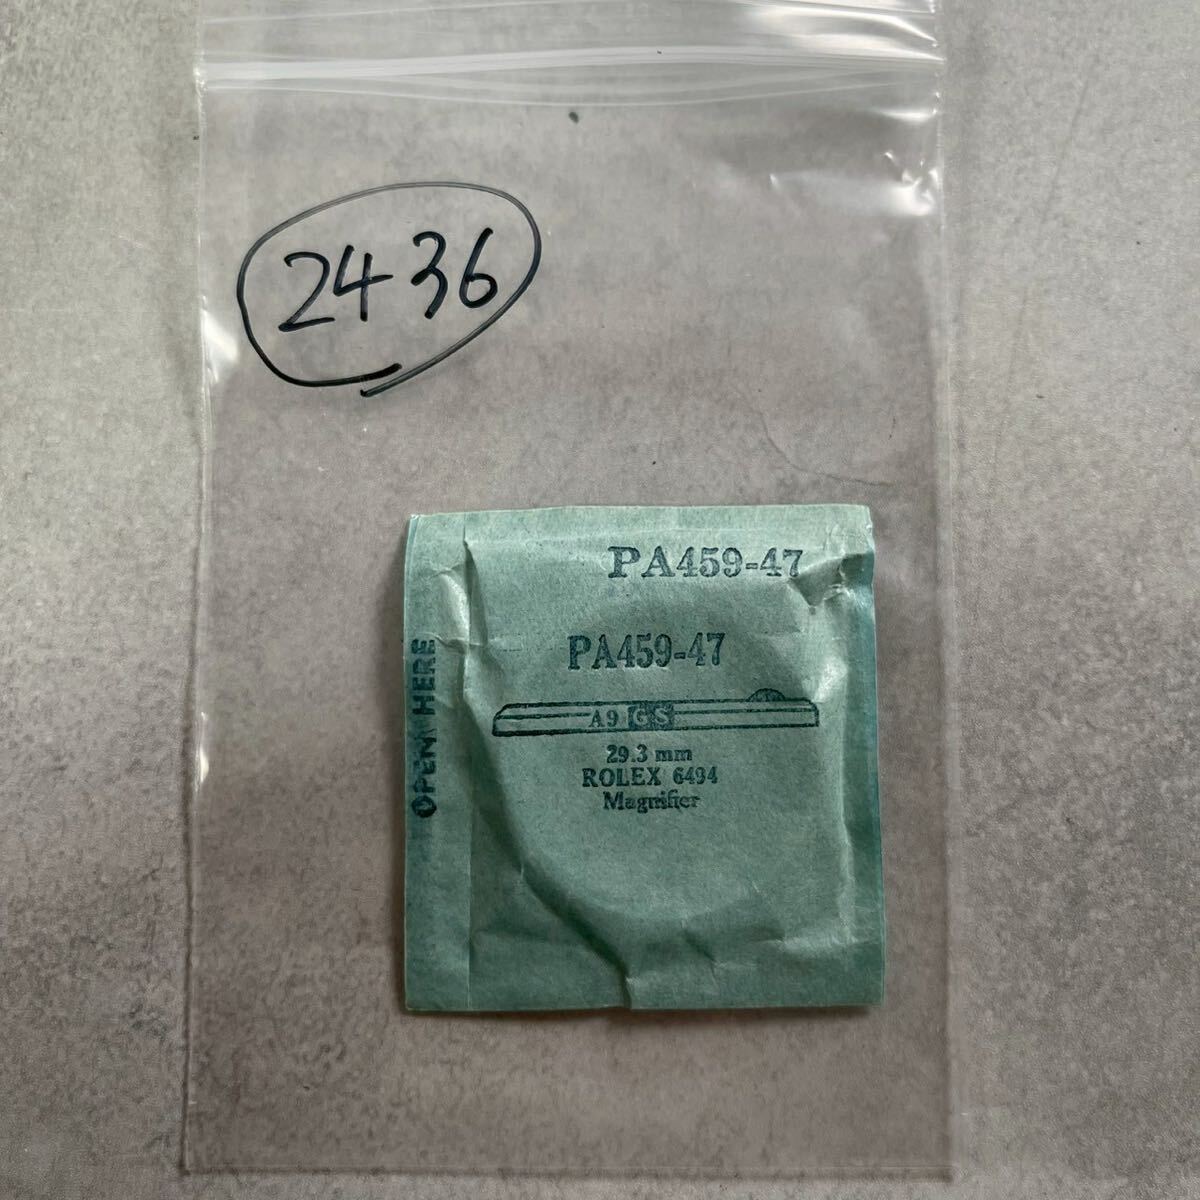 2436
PA459-47
PA459-47
A9 GS
29.3 mm
ROLEX 6494
Magnifier
OPEN HERE